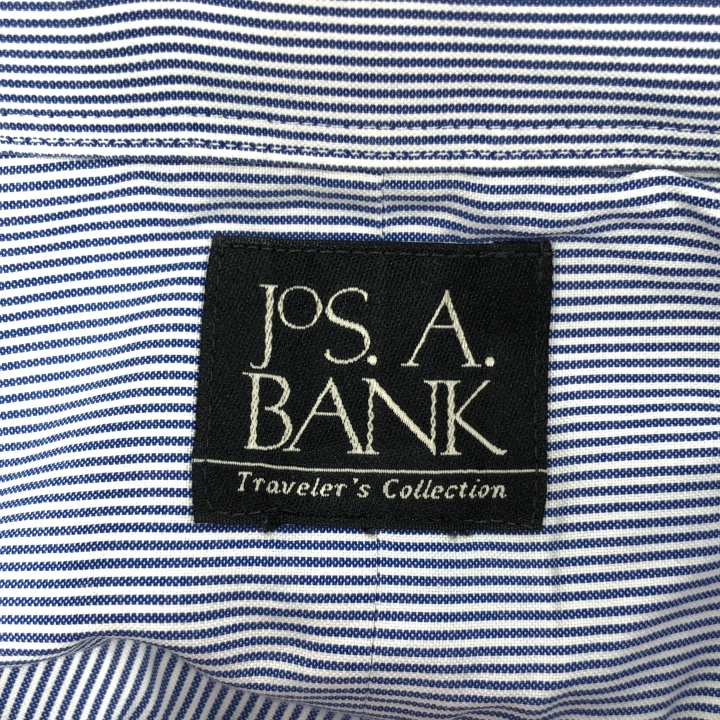 JOS. A.
BANK
Traveler's Collection